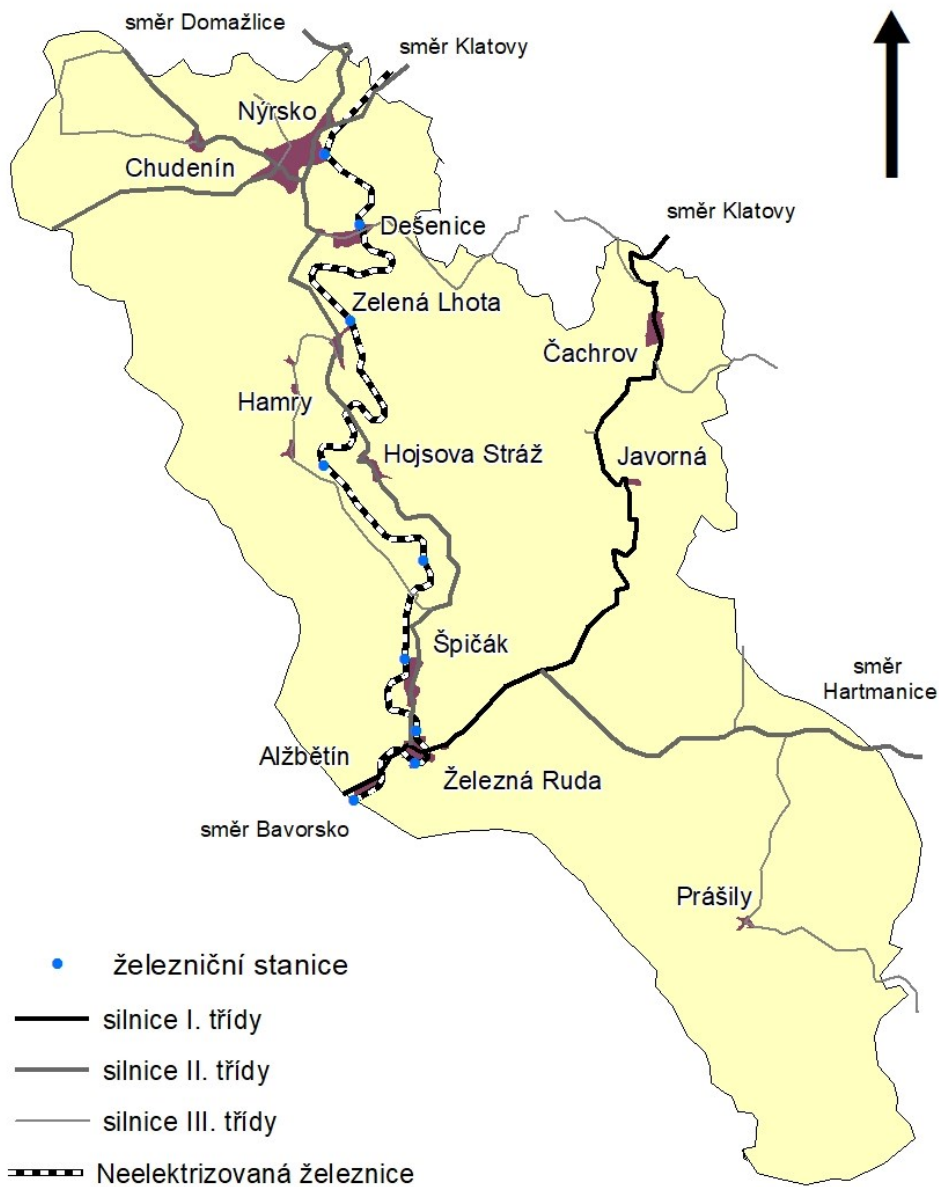 směr Domažlice
směr Klatovy
Nýrsko
Chudenín
směr Klatovy
Dešenice
Zelená Lhota
Čachrov
Hamry
Hojsova Stráž
Javorná
Špičák
směr
Hartmanice
Alžbětín
Železná Ruda
směr Bavorsko
Prášily
železniční stanice
silnice I. třídy
silnice II. třídy
silnice III. třídy
Neelektrizovaná železnice